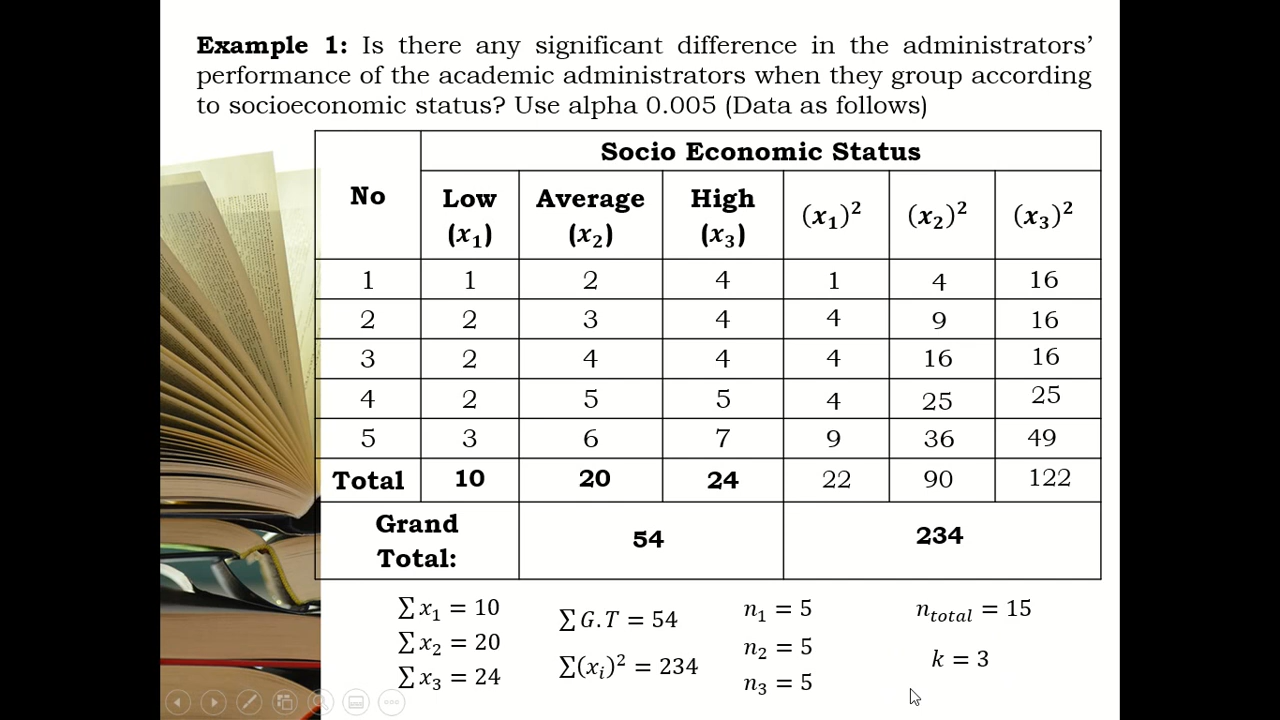 Example 1: Is there any significant difference in the administrators’
performance of the academic administrators when they group according
to socioeconomic status? Use alpha 0.005 (Data as follows)
No Socio Economic Status
Low (x₁) Average (x₂) High (x₃) (x₁)² (x₂)² (x₃)²
1 1 2 4 1 4 16
2 2 3 4 4 9 16
3 2 4 4 4 16 16
4 2 5 5 4 25 25
5 3 6 7 9 36 49
Total 10 20 24 22 90 122
Grand Total: 54 234
∑x₁ = 10
∑x₂ = 20
∑x₃ = 24
∑G.T = 54
∑(xᵢ)² = 234
n₁ = 5
n₂ = 5
n₃ = 5
n_total = 15
k = 3